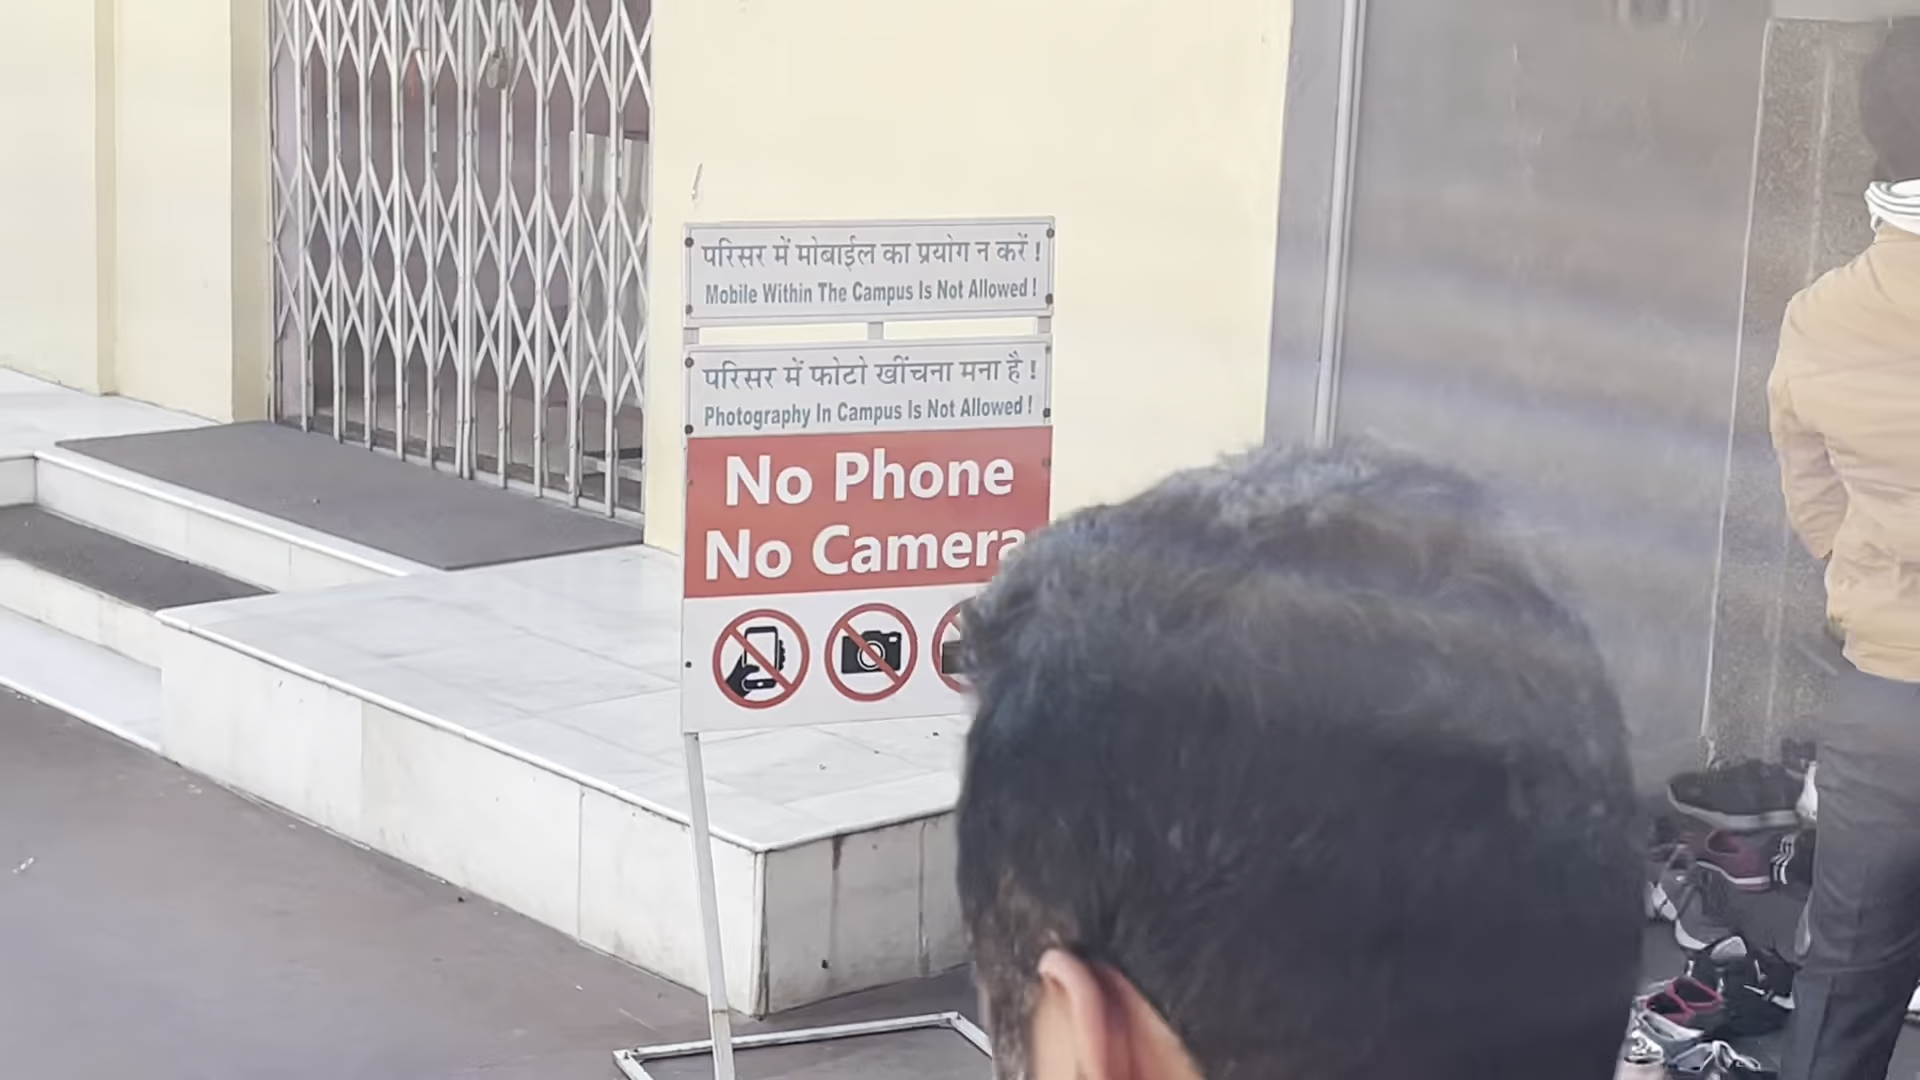 परिसर में मोबाईल का प्रयोग न करें !
Mobile Within The Campus Is Not Allowed !
परिसर में फोटो खींचना मना है !
Photography In Campus Is Not Allowed !
No Phone
No Camera